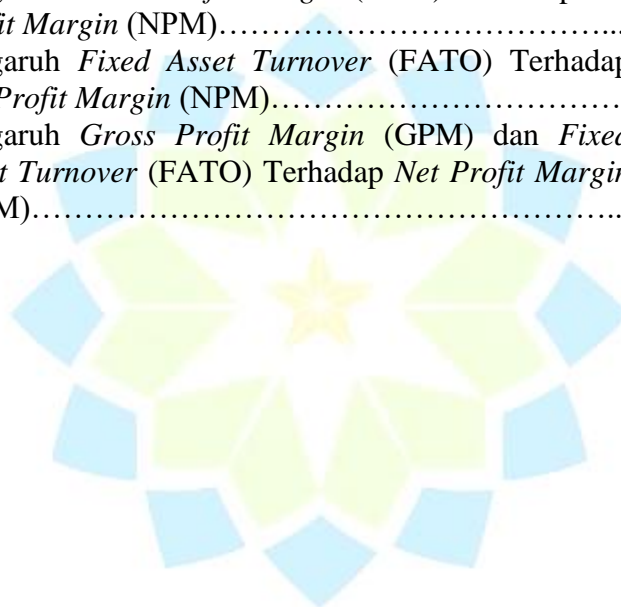 fit Margin (NPM)……………………………...
garuh Fixed Asset Turnover (FATO) Terhadap
Profit Margin (NPM)……………………………
garuh Gross Profit Margin (GPM) dan Fixed
t Turnover (FATO) Terhadap Net Profit Margin
M)………………………………………………..